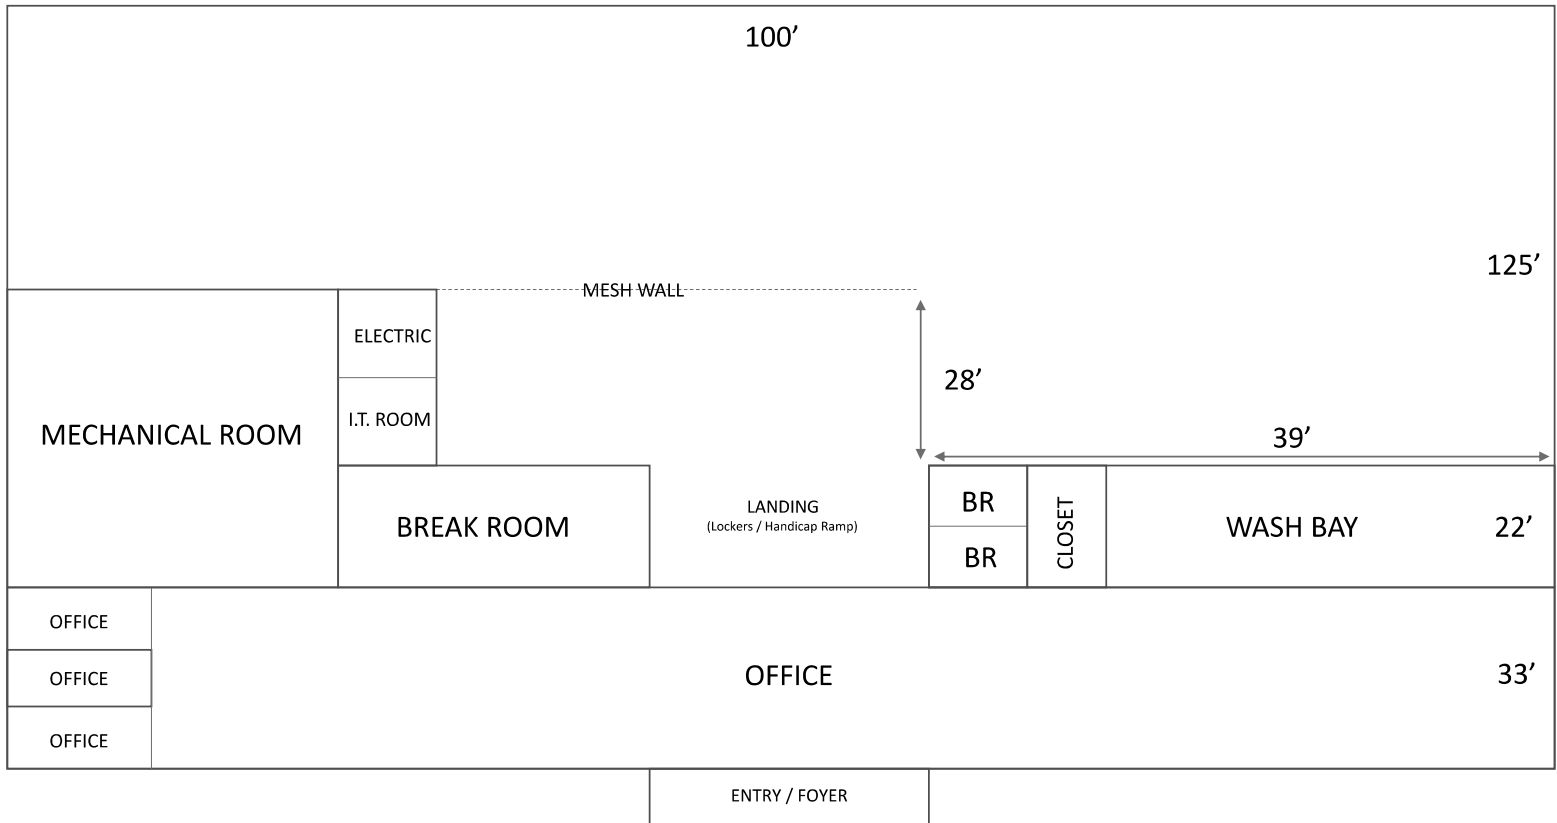 100’
125’
MESH WALL
ELECTRIC
28’
I.T. ROOM
MECHANICAL ROOM
39’
BREAK ROOM
LANDING
(Lockers / Handicap Ramp)
BR
BR
CLOSET
WASH BAY
22’
OFFICE
OFFICE
OFFICE
OFFICE
33’
ENTRY / FOYER